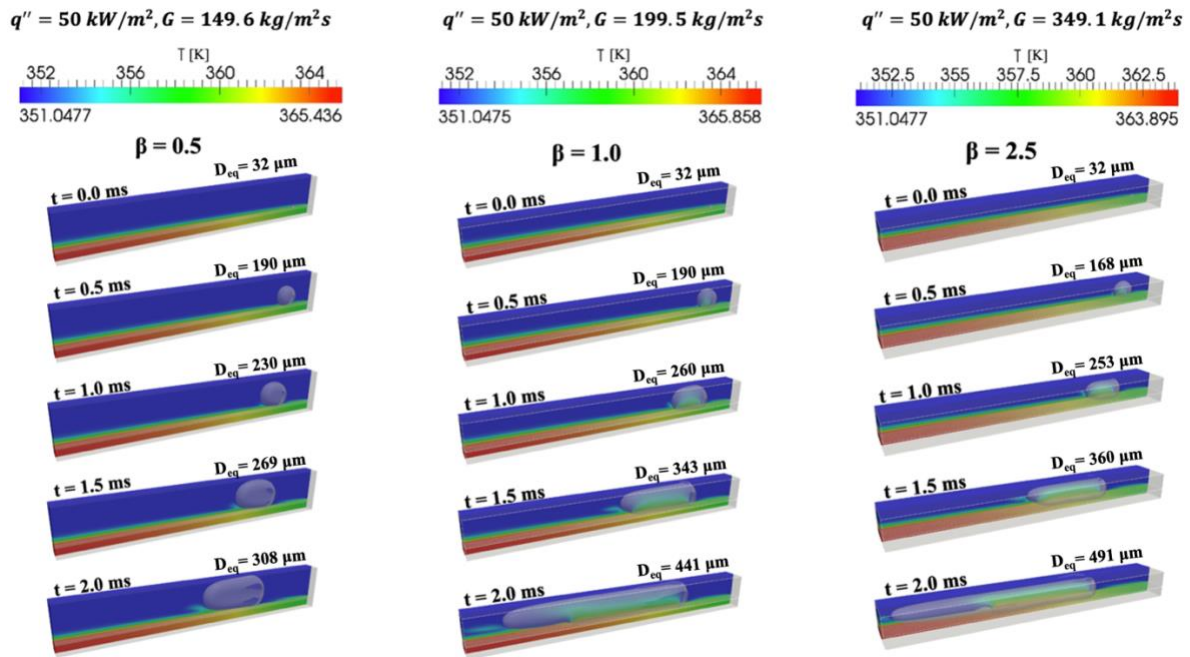 q″ = 50 kW/m², G = 149.6 kg/m²s
T [K]
352 356 360 364
351.0477 365.436
β = 0.5
t = 0.0 ms D_eq= 32 μm
t = 0.5 ms D_eq= 190 μm
t = 1.0 ms D_eq= 230 μm
t = 1.5 ms D_eq= 269 μm
t = 2.0 ms D_eq= 308 μm
q″ = 50 kW/m², G = 199.5 kg/m²s
T [K]
352 356 360 364
351.0475 365.858
β = 1.0
t = 0.0 ms D_eq= 32 μm
t = 0.5 ms D_eq= 190 μm
t = 1.0 ms D_eq= 260 μm
t = 1.5 ms D_eq= 343 μm
t = 2.0 ms D_eq= 441 μm
q″ = 50 kW/m², G = 349.1 kg/m²s
T [K]
352.5 355 357.5 360 362.5
351.0477 363.895
β = 2.5
t = 0.0 ms D_eq= 32 μm
t = 0.5 ms D_eq= 168 μm
t = 1.0 ms D_eq= 253 μm
t = 1.5 ms D_eq= 360 μm
t = 2.0 ms D_eq= 491 μm